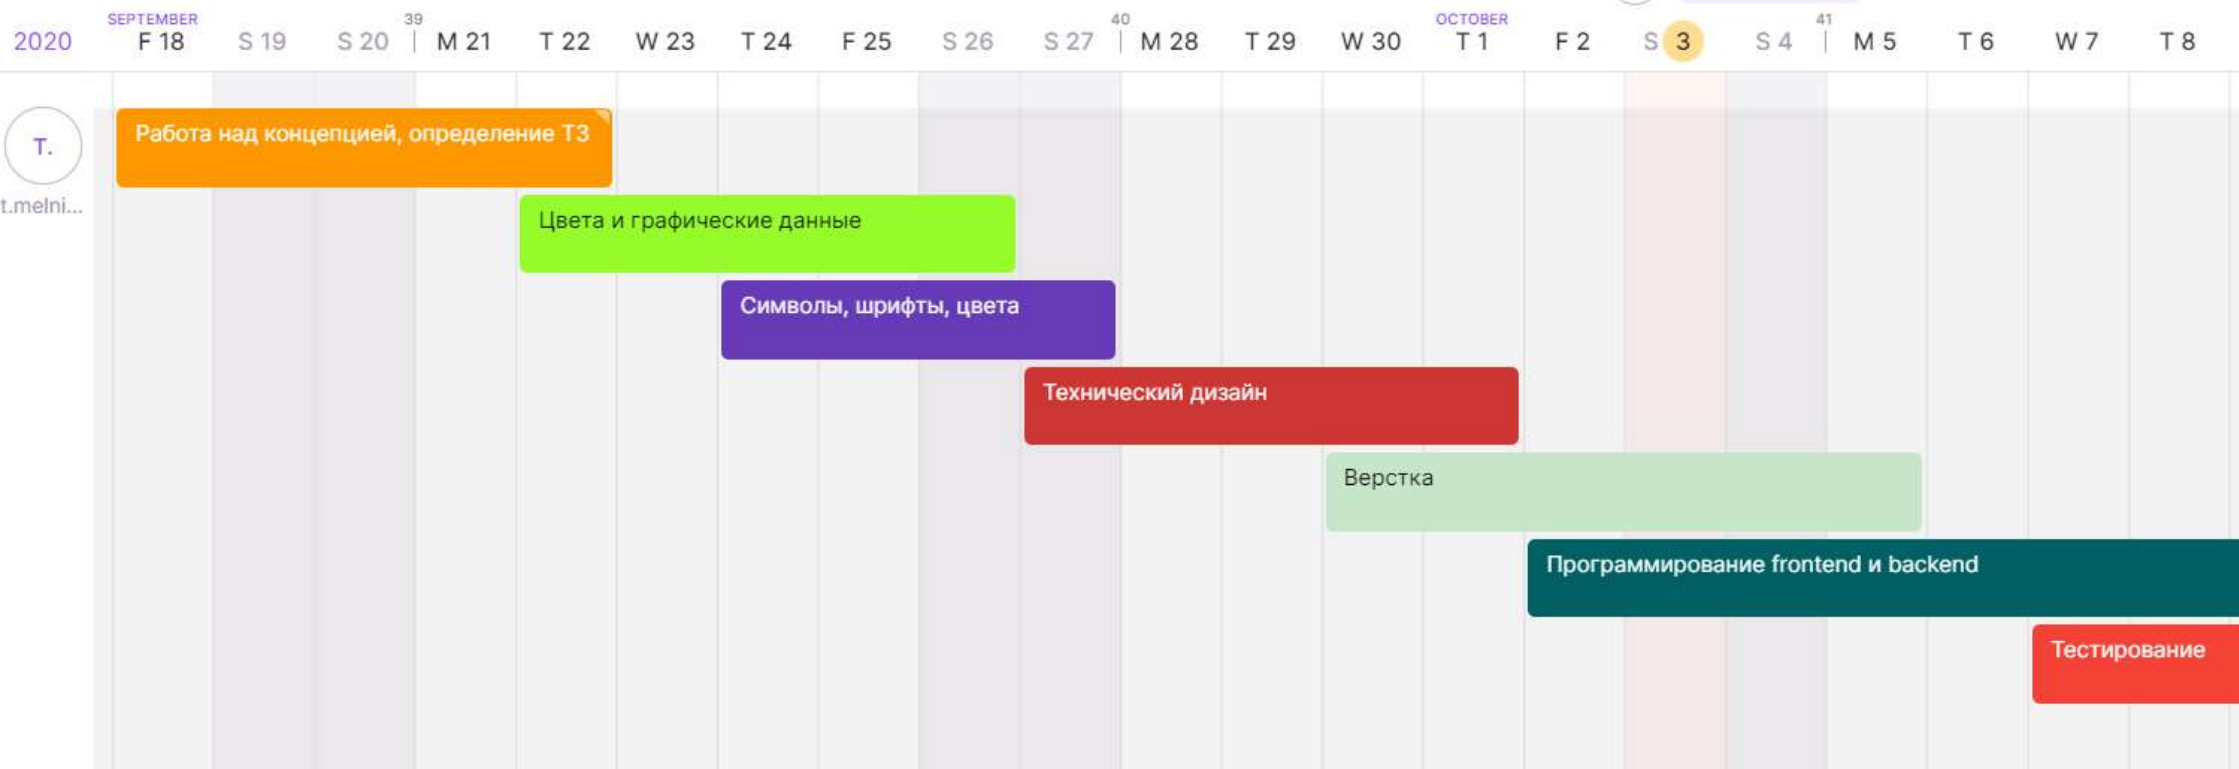 SEPTEMBER 39 40 OCTOBER 41
2020 F 18 S 19 S 20 M 21 T 22 W 23 T 24 F 25 S 26 S 27 M 28 T 29 W 30 T 1 F 2 S 3 S 4 M 5 T 6 W 7 T 8
T.
t.melni...
Работа над концепцией, определение ТЗ
Цвета и графические данные
Символы, шрифты, цвета
Технический дизайн
Верстка
Программирование frontend и backend
Тестирование